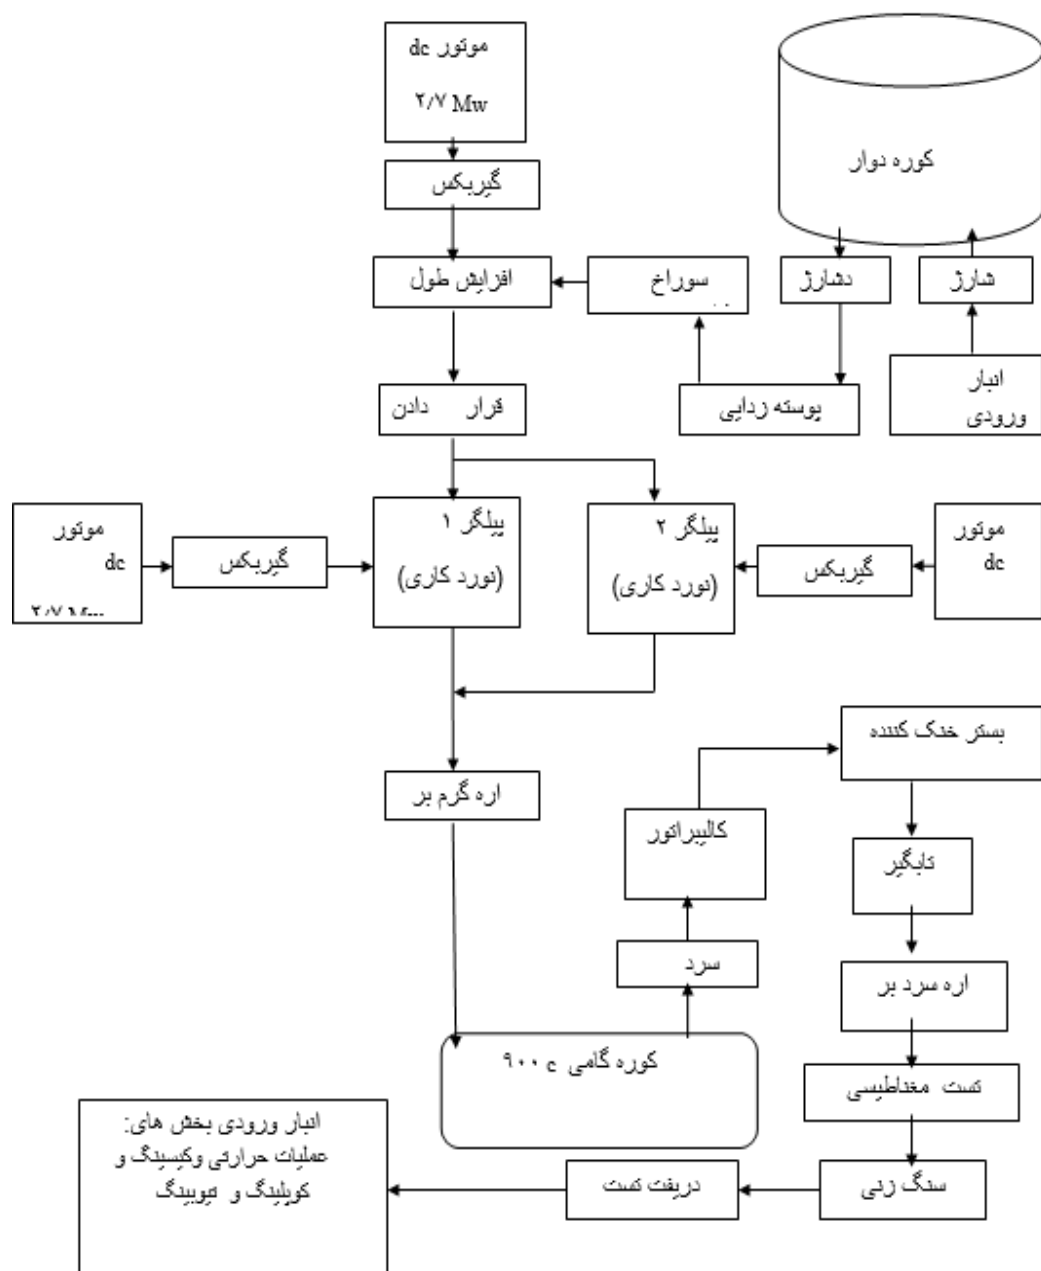 موتور dc
۲/۷ Mw
گیربکس
کوره دوار
افزایش طول
سوراخ
دشارژ
شارژ
انبار
ورودی
پوسته زدایی
قرار دادن
پیلگر ۱
(نورد کاری)
پیلگر ۲
(نورد کاری)
موتور
dc
۲/۷
گیربکس
گیربکس
موتور
dc
بستر خنک کننده
اره گرم بر
کالیبراتور
تابگیر
سرد
اره سرد بر
کوره گامی ۹۰۰ c
تست مغناطیسی
سنگ زنی
دریفت تست
انبار ورودی بخش های:
عملیات حرارتی وکیسینگ و
کوپلینگ و تیوبینگ